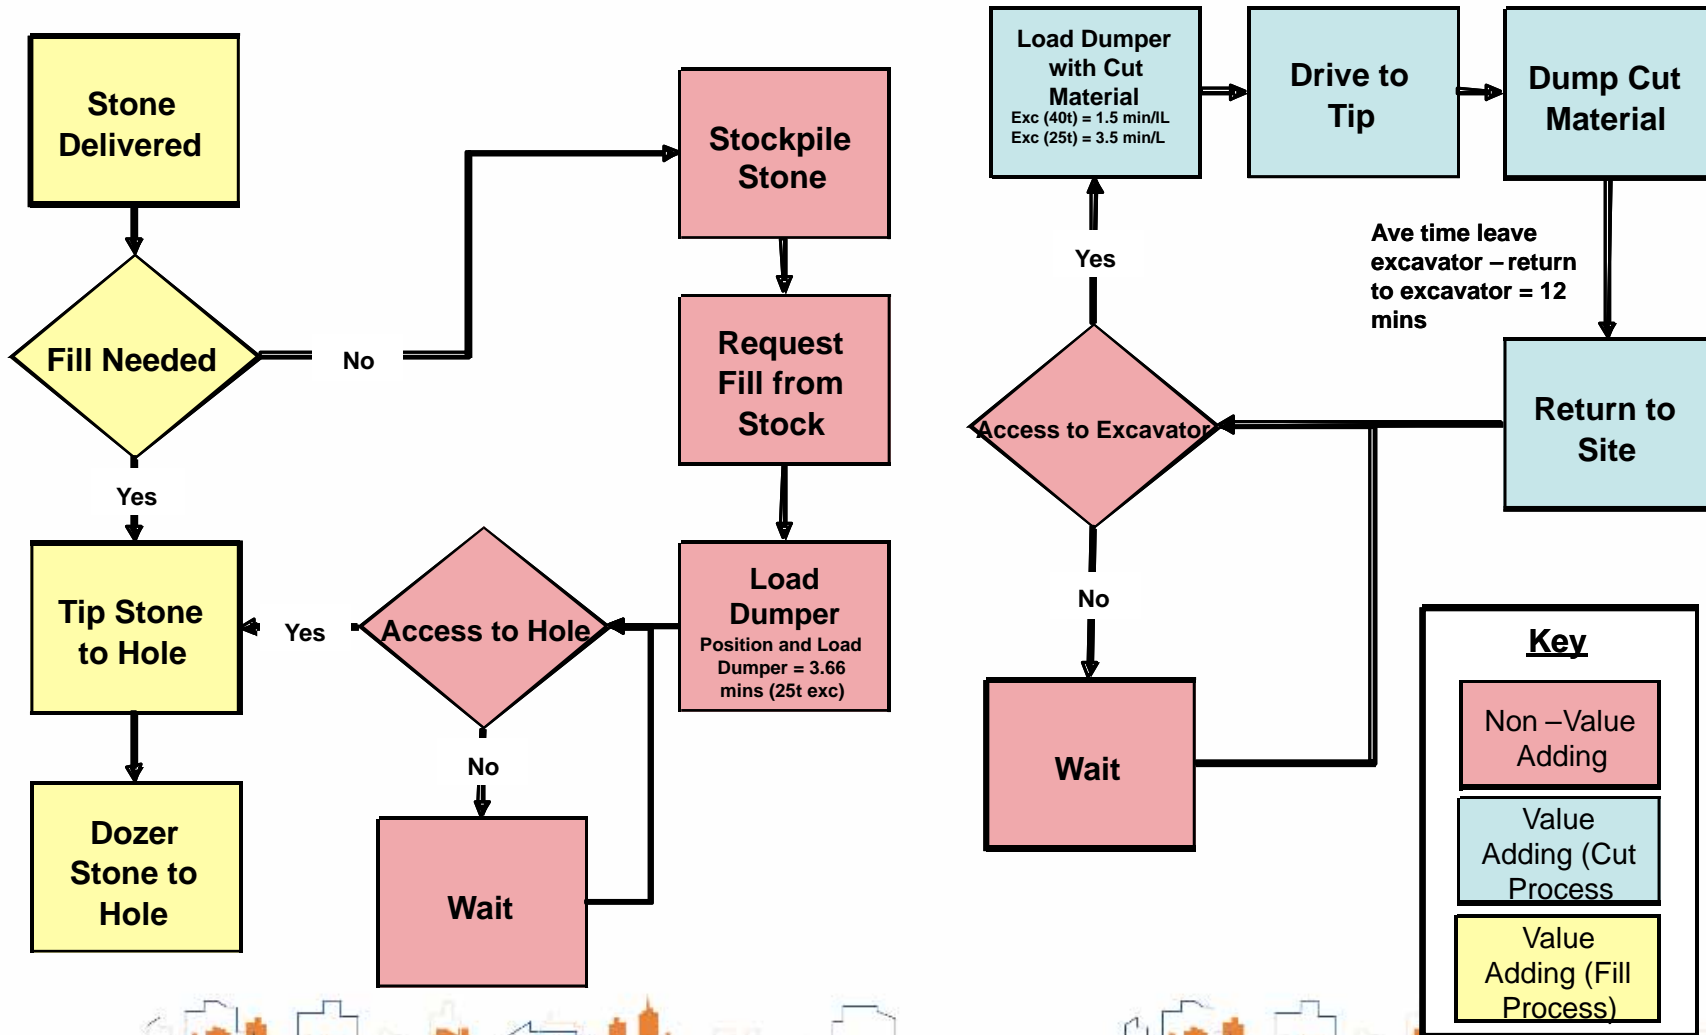 Stone
Delivered
Fill Needed
No
Yes
Tip Stone
to Hole
Dozer
Stone to
Hole
Stockpile
Stone
Request
Fill from
Stock
Load
Dumper
Position and Load
Dumper = 3.66
mins (25t exc)
Access to Hole
Yes
No
Wait
Load Dumper
with Cut
Material
Exc (40t) = 1.5 min/lL
Exc (25t) = 3.5 min/L
Drive to
Tip
Dump Cut
Material
Ave time leave
excavator – return
to excavator = 12
mins
Return to
Site
Yes
Access to Excavator
No
Wait
Key
Non –Value
Adding
Value
Adding (Cut
Process
Value
Adding (Fill
Process)